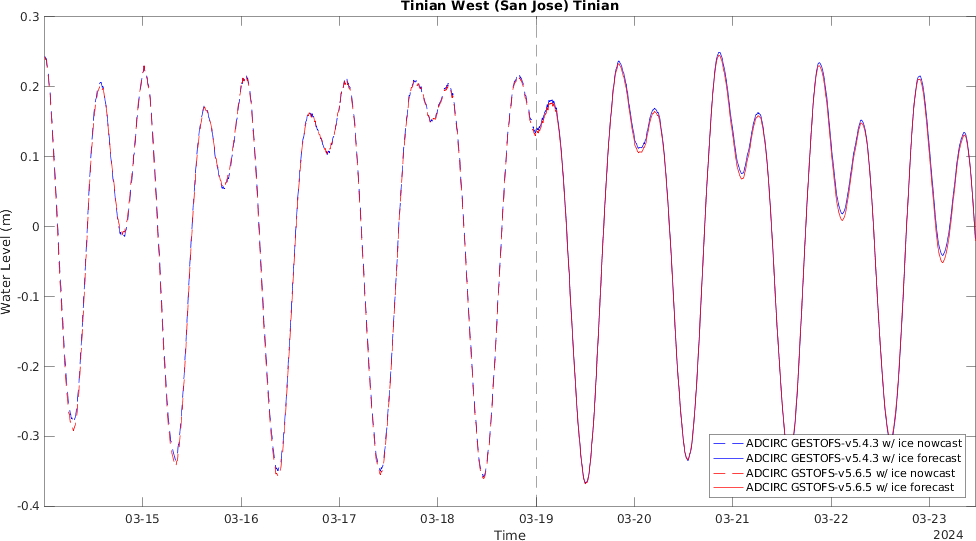 Tinian West (San Jose) Tinian
0.3
0.2
0.1
0
-0.1
-0.2
-0.3
-0.4
Water Level (m)
03-15
03-16
03-17
03-18
03-19
03-20
03-21
03-22
03-23
Time
2024
ADCIRC GESTOFS-v5.4.3 w/ ice nowcast
ADCIRC GESTOFS-v5.4.3 w/ ice forecast
ADCIRC GSTOFS-v5.6.5 w/ ice nowcast
ADCIRC GSTOFS-v5.6.5 w/ ice forecast